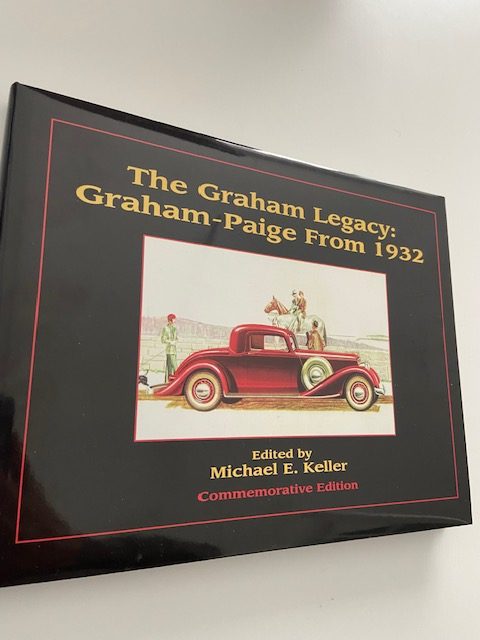 The Graham Legacy:
Graham-Paige From 1932
Edited by
Michael E. Keller
Commemorative Edition